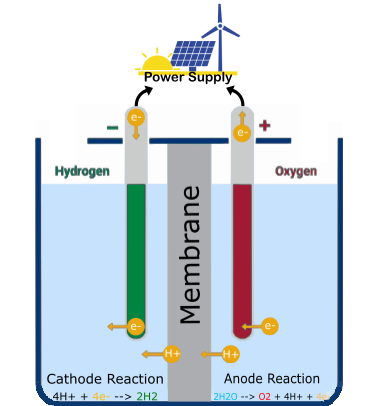 Power Supply
e-
e-
−
+
Hydrogen
Oxygen
Membrane
e-
e-
H+
H+
Cathode Reaction
Anode Reaction
4H+ + 4e- --> 2H2
2H2O --> O2 + 4H+ + 4e-